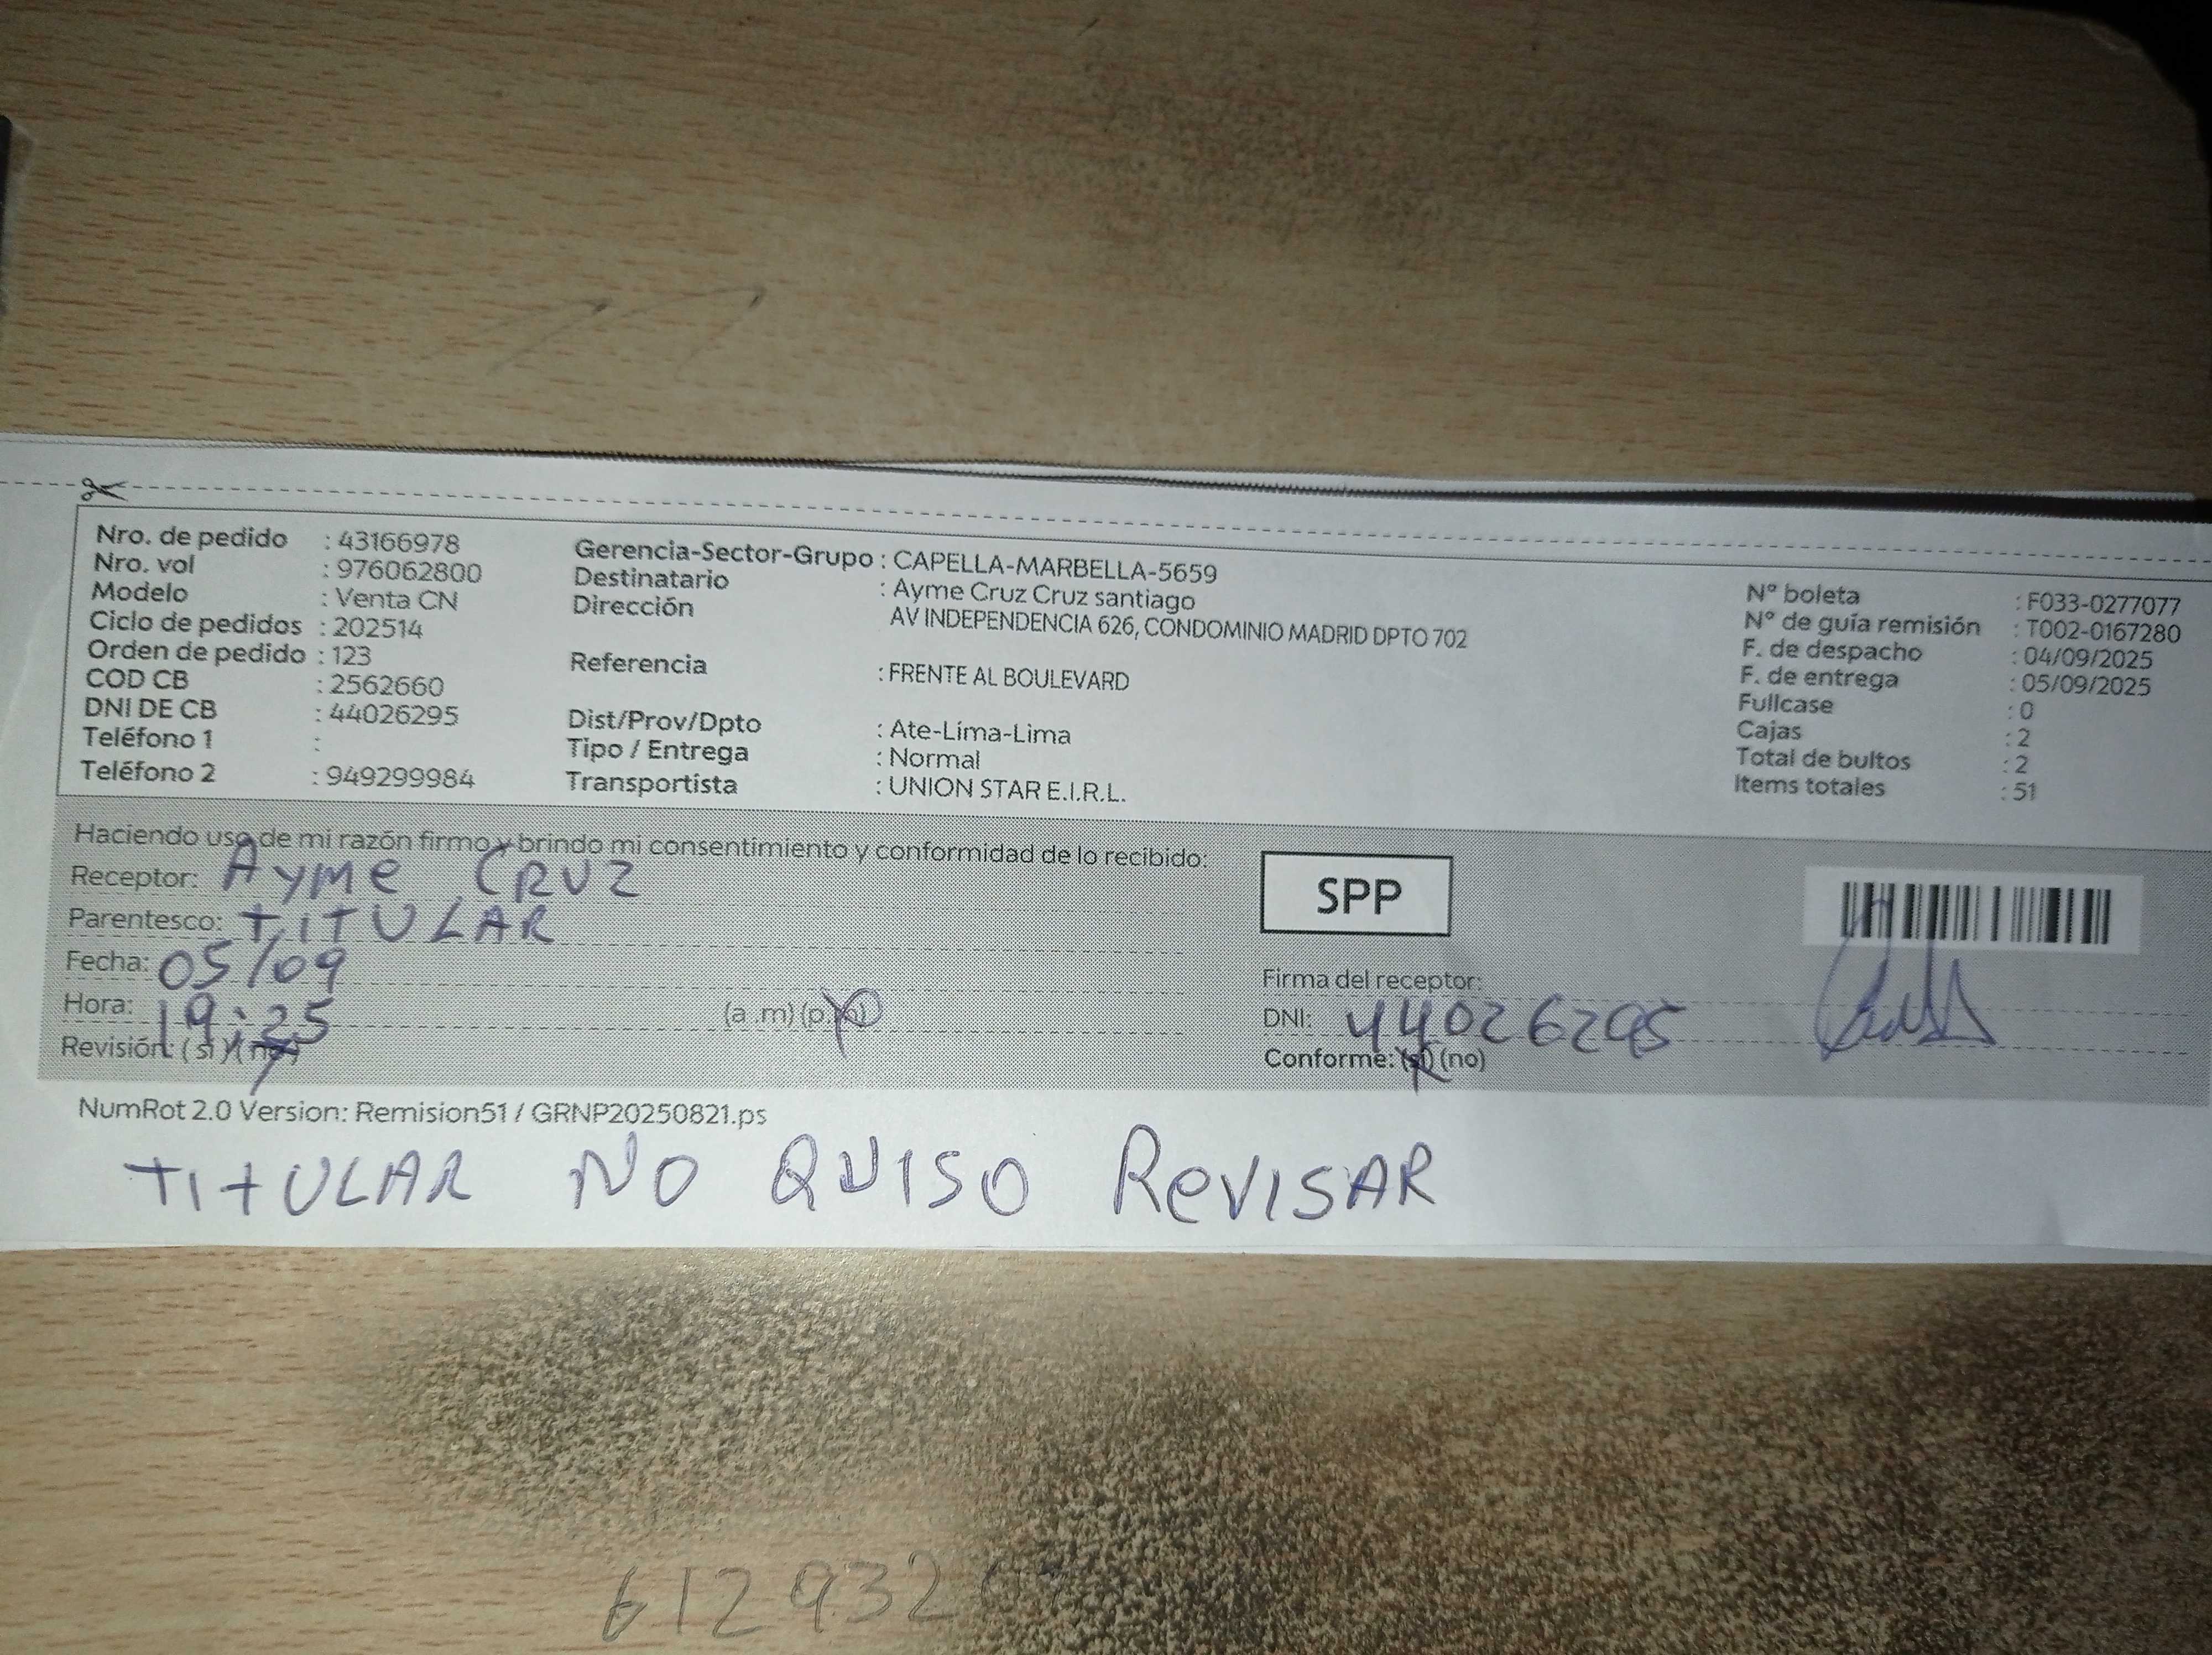 Nro. de pedido : 43166978
Nro. vol : 976062800
Modelo : Venta CN
Ciclo de pedidos : 202514
Orden de pedido : 123
COD CB : 2562660
DNI DE CB : 44026295
Teléfono 1 :
Teléfono 2 : 949299984
Gerencia-Sector-Grupo : CAPELLA-MARBELLA-5659
Destinatario : Ayme Cruz Cruz santiago
Dirección AV INDEPENDENCIA 626, CONDOMINIO MADRID DPTO 702
Referencia : FRENTE AL BOULEVARD
Dist/Prov/Dpto : Ate-Lima-Lima
Tipo / Entrega : Normal
Transportista : UNION STAR E.I.R.L.
N° boleta : F033-0277077
N° de guía remisión : T002-0167280
F. de despacho : 04/09/2025
F. de entrega : 05/09/2025
Fullcase : 0
Cajas : 2
Total de bultos : 2
Items totales : 51
Haciendo uso de mi razón firmo y brindo mi consentimiento y conformidad de lo recibido:
Receptor: AYMe CRUZ
Parentesco: TITULAR
Fecha: 05/09
Hora: 19:25 (a .m) (p.m)
Revisión: (si) (no)
SPP
Firma del receptor:
DNI: 44026295
Conforme: (si) (no)
NumRot 2.0 Version: Remision51 / GRNP20250821.ps
TITULAR NO QUISO ReVISAR
612932